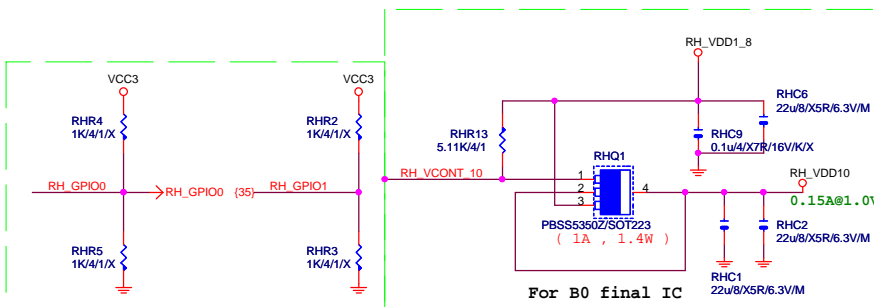 VCC3
RHR4
1K/4/1/X
RH_GPIO0
RH_GPIO0 {35}
RHR5
1K/4/1/X
VCC3
RHR2
1K/4/1/X
RH_GPIO1
RHR3
1K/4/1/X
RH_VDD1_8
RHR13
5.11K/4/1
RH_VCONT_10
RHC6
22u/8/X5R/6.3V/M
RHC9
0.1u/4/X7R/16V/K/X
RHQ1
1
2
3
4
PBSS5350Z/SOT223
( 1A , 1.4W )
RH_VDD10
0.15A@1.0V
RHC2
22u/8/X5R/6.3V/M
RHC1
22u/8/X5R/6.3V/M
For B0 final IC